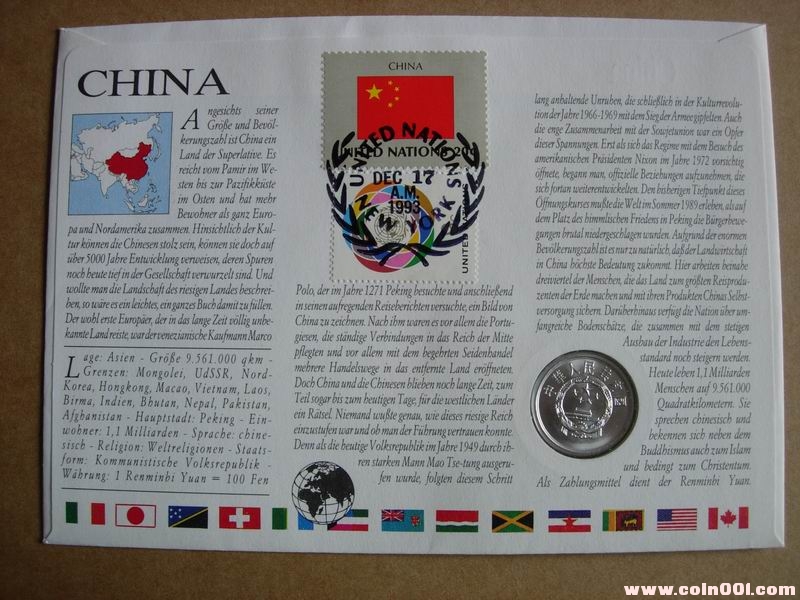 CHINA
Angesichts seiner
Größe und Bevöl-
kerungszahl ist China ein
Land der Superlative. Es
reicht vom Pamir im We-
sten bis zur Pazifikküste
im Osten und hat mehr
Bewohner als ganz Euro-
pa und Nordamerika zusammen. Hinsichtlich der Kul-
tur können die Chinesen stolz sein, können sie doch auf
über 5000 Jahre Entwicklung verweisen, deren Spuren
noch heute tief in der Gesellschaft verwurzelt sind. Und
wollte man die Landschaft des riesigen Landes beschrei-
ben, so wäre es ein leichtes, ein ganzes Buch damit zu füllen.
Der wohl erste Europäer, der in das lange Zeit völlig unbe-
kannte Land reiste, war der venezianische Kaufmann Marco
Lage: Asien - Größe 9.561.000 qkm -
Grenzen: Mongolei, UdSSR, Nord-
Korea, Hongkong, Macao, Vietnam, Laos,
Birma, Indien, Bhutan, Nepal, Pakistan,
Afghanistan - Hauptstadt: Peking - Ein-
wohner: 1,1 Milliarden - Sprache: chine-
sisch - Religion: Weltreligionen - Staats-
form: Kommunistische Volksrepublik -
Währung: 1 Renminbi Yuan = 100 Fen
CHINA
UNITED NATIONS 20c
UNITED NATIONS
DEC 17
A.M.
1993
NEW YORK
UNITED NATIONS
Polo, der im Jahre 1271 Peking besuchte und anschließend
in seinen aufregenden Reiseberichten versuchte, ein Bild von
China zu zeichnen. Nach ihm waren es vor allem die Portu-
giesen, die ständige Verbindungen in das Reich der Mitte
pflegten und vor allem mit dem begehrten Seidenhandel
mehrere Handelswege in das entfernte Land eröffneten.
Doch China und die Chinesen blieben noch lange Zeit, zum
Teil sogar bis zum heutigen Tage, für die westlichen Länder
ein Rätsel. Niemand wußte genau, wie dieses riesige Reich
einzustufen war und ob man der Führung vertrauen konnte.
Denn als die heutige Volksrepublik im Jahre 1949 durch ih-
ren starken Mann Mao Tse-tung ausgeru-
fen wurde, folgten diesem Schritt
lang anhaltende Unruhen, die schließlich in der Kulturrevolu-
tion der Jahre 1966-1969 mit dem Sieg der Armee gipfelten. Auch
die enge Zusammenarbeit mit der Sowjetunion war ein Opfer
dieser Spannungen. Erst als sich das Regime mit dem Besuch des
amerikanischen Präsidenten Nixon im Jahre 1972 vorsichtig
öffnete, begann man, offizielle Beziehungen aufzunehmen, die
sich fortan weiterentwickelten. Den bisherigen Tiefpunkt dieses
Öffnungskurses mußte die Welt im Sommer 1989 erleben, als auf
dem Platz des himmlischen Friedens in Peking die Bürgerbewe-
gungen brutal niedergeschlagen wurden. Aufgrund der enormen
Bevölkerungszahl ist es nur zu natürlich, daß der Landwirtschaft
in China höchste Bedeutung zukommt. Hier arbeiten beinahe
dreiviertel der Menschen, die das Land zum größten Reisprodu-
zenten der Erde machen und mit ihren Produkten Chinas Selbst-
versorgung sichern. Darüberhinaus verfügt die Nation über um-
fangreiche Bodenschätze, die zusammen mit dem stetigen
Ausbau der Industrie den Lebens-
standard noch steigern werden.
Heute leben 1,1 Milliarden
Menschen auf 9.561.000
Quadratkilometern. Sie
sprechen chinesisch und
bekennen sich neben dem
Buddhismus auch zum Islam
und bedingt zum Christentum.
Als Zahlungsmittel dient der Renminbi Yuan.
中华人民共和国
www.coin001.com